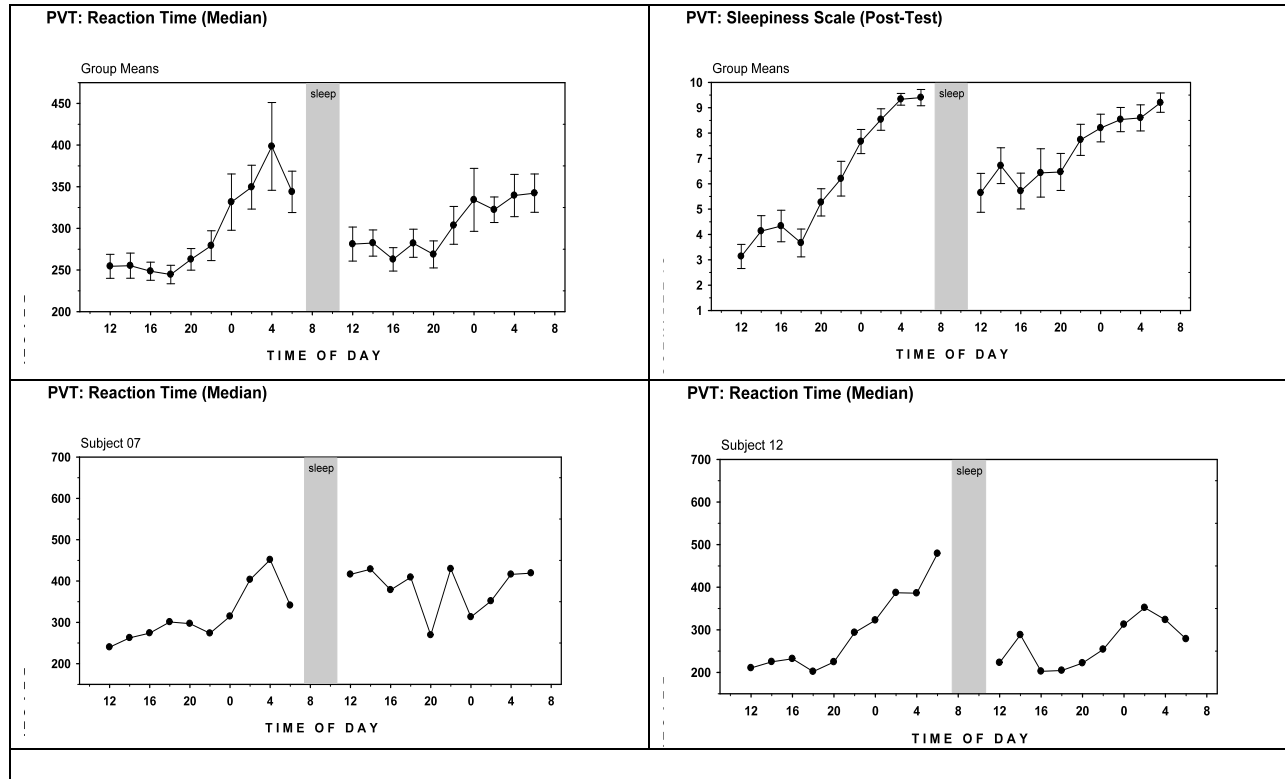 PVT: Reaction Time (Median)
Group Means
450
400
350
300
250
200
sleep
12 16 20 0 4 8 12 16 20 0 4 8
TIME OF DAY
PVT: Sleepiness Scale (Post-Test)
Group Means
10
9
8
7
6
5
4
3
2
1
sleep
12 16 20 0 4 8 12 16 20 0 4 8
TIME OF DAY
PVT: Reaction Time (Median)
Subject 07
700
600
500
400
300
200
sleep
12 16 20 0 4 8 12 16 20 0 4 8
TIME OF DAY
PVT: Reaction Time (Median)
Subject 12
700
600
500
400
300
200
sleep
12 16 20 0 4 8 12 16 20 0 4 8
TIME OF DAY